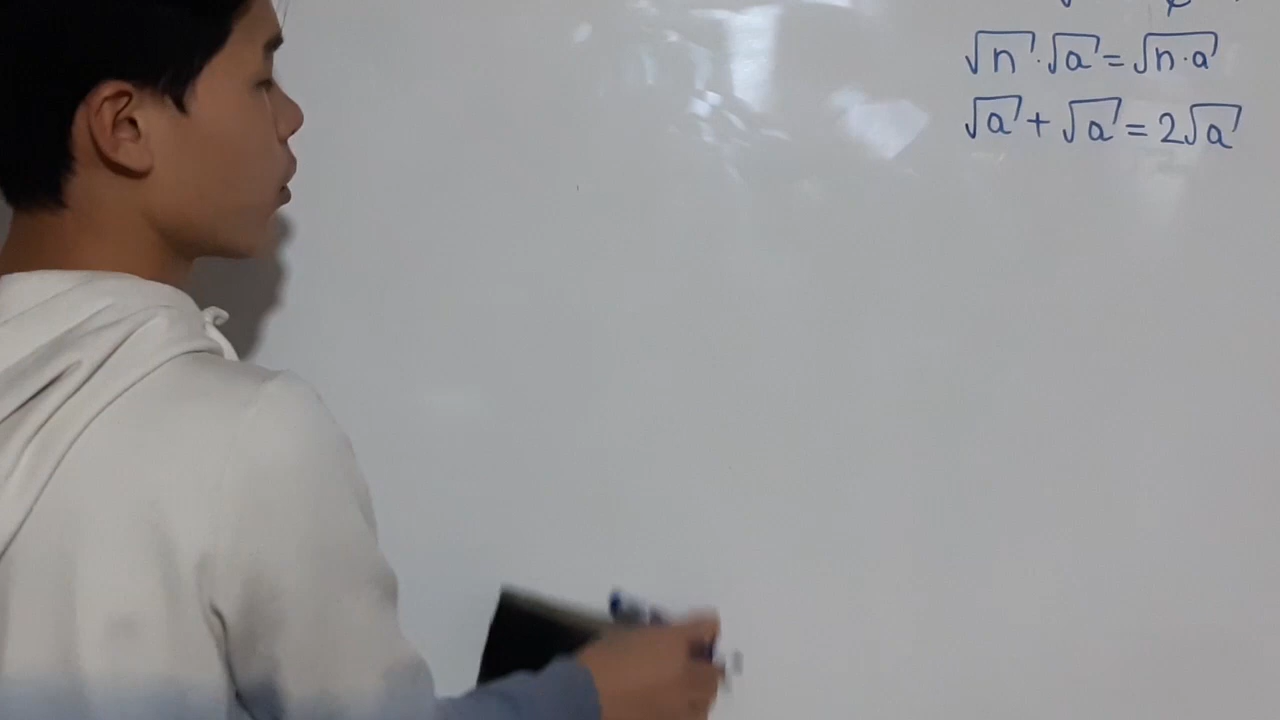 √n · √a = √n·a
√a + √a = 2√a